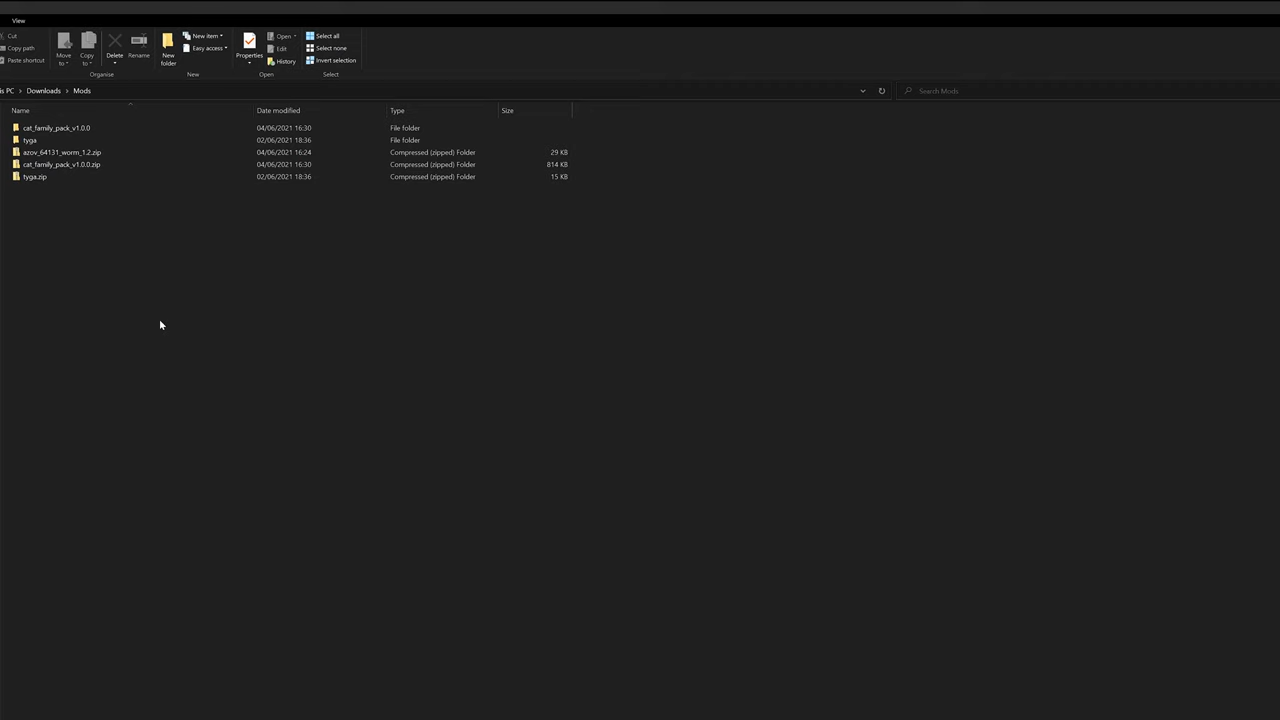 View
Cut
Copy path
Paste shortcut
Move to
Copy to
Delete
Rename
New folder
New item
Easy access
Properties
Open
Edit
History
Select all
Select none
Invert selection
Organise
New
Open
Select
is PC > Downloads > Mods
Search Mods
Name Date modified Type Size
cat_family_pack_v1.0.0 04/06/2021 16:30 File folder
tyga 02/06/2021 18:36 File folder
azov_64131_worm_1.2.zip 04/06/2021 16:24 Compressed (zipped) Folder 29 KB
cat_family_pack_v1.0.0.zip 04/06/2021 16:30 Compressed (zipped) Folder 814 KB
tyga.zip 02/06/2021 18:36 Compressed (zipped) Folder 15 KB